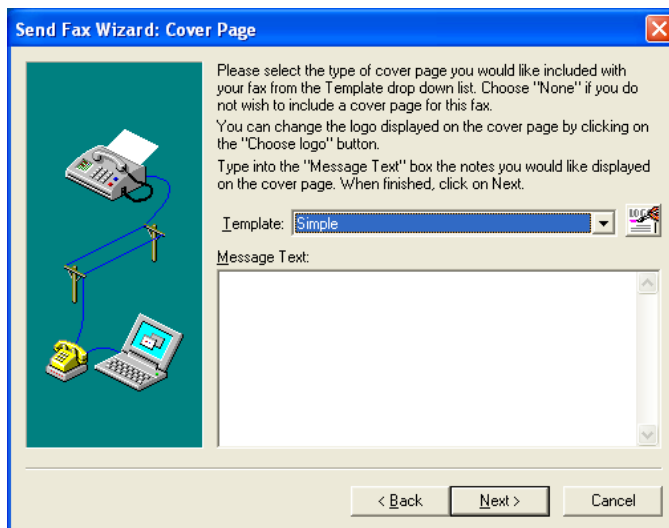 Send Fax Wizard: Cover Page
Please select the type of cover page you would like included with
your fax from the Template drop down list. Choose "None" if you do
not wish to include a cover page for this fax.
You can change the logo displayed on the cover page by clicking on
the "Choose logo" button.
Type into the "Message Text" box the notes you would like displayed
on the cover page. When finished, click on Next.
Template: Simple
Message Text:
< Back Next > Cancel